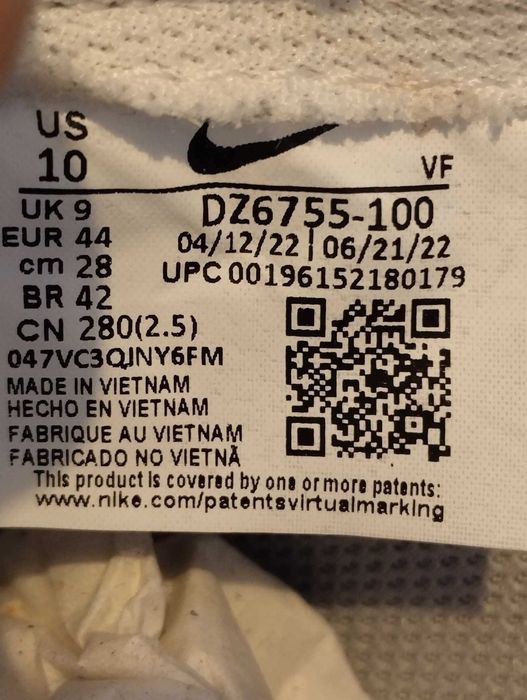 US
10
VF
UK 9
EUR 44
cm 28
BR 42
CN 280(2.5)
DZ6755-100
04/12/22 | 06/21/22
UPC 00196152180179
047VC3QJNY6FM
MADE IN VIETNAM
HECHO EN VIETNAM
FABRIQUE AU VIETNAM
FABRICADO NO VIETNÃ
This product is covered by one or more patents:
www.nike.com/patentsvirtualmarking